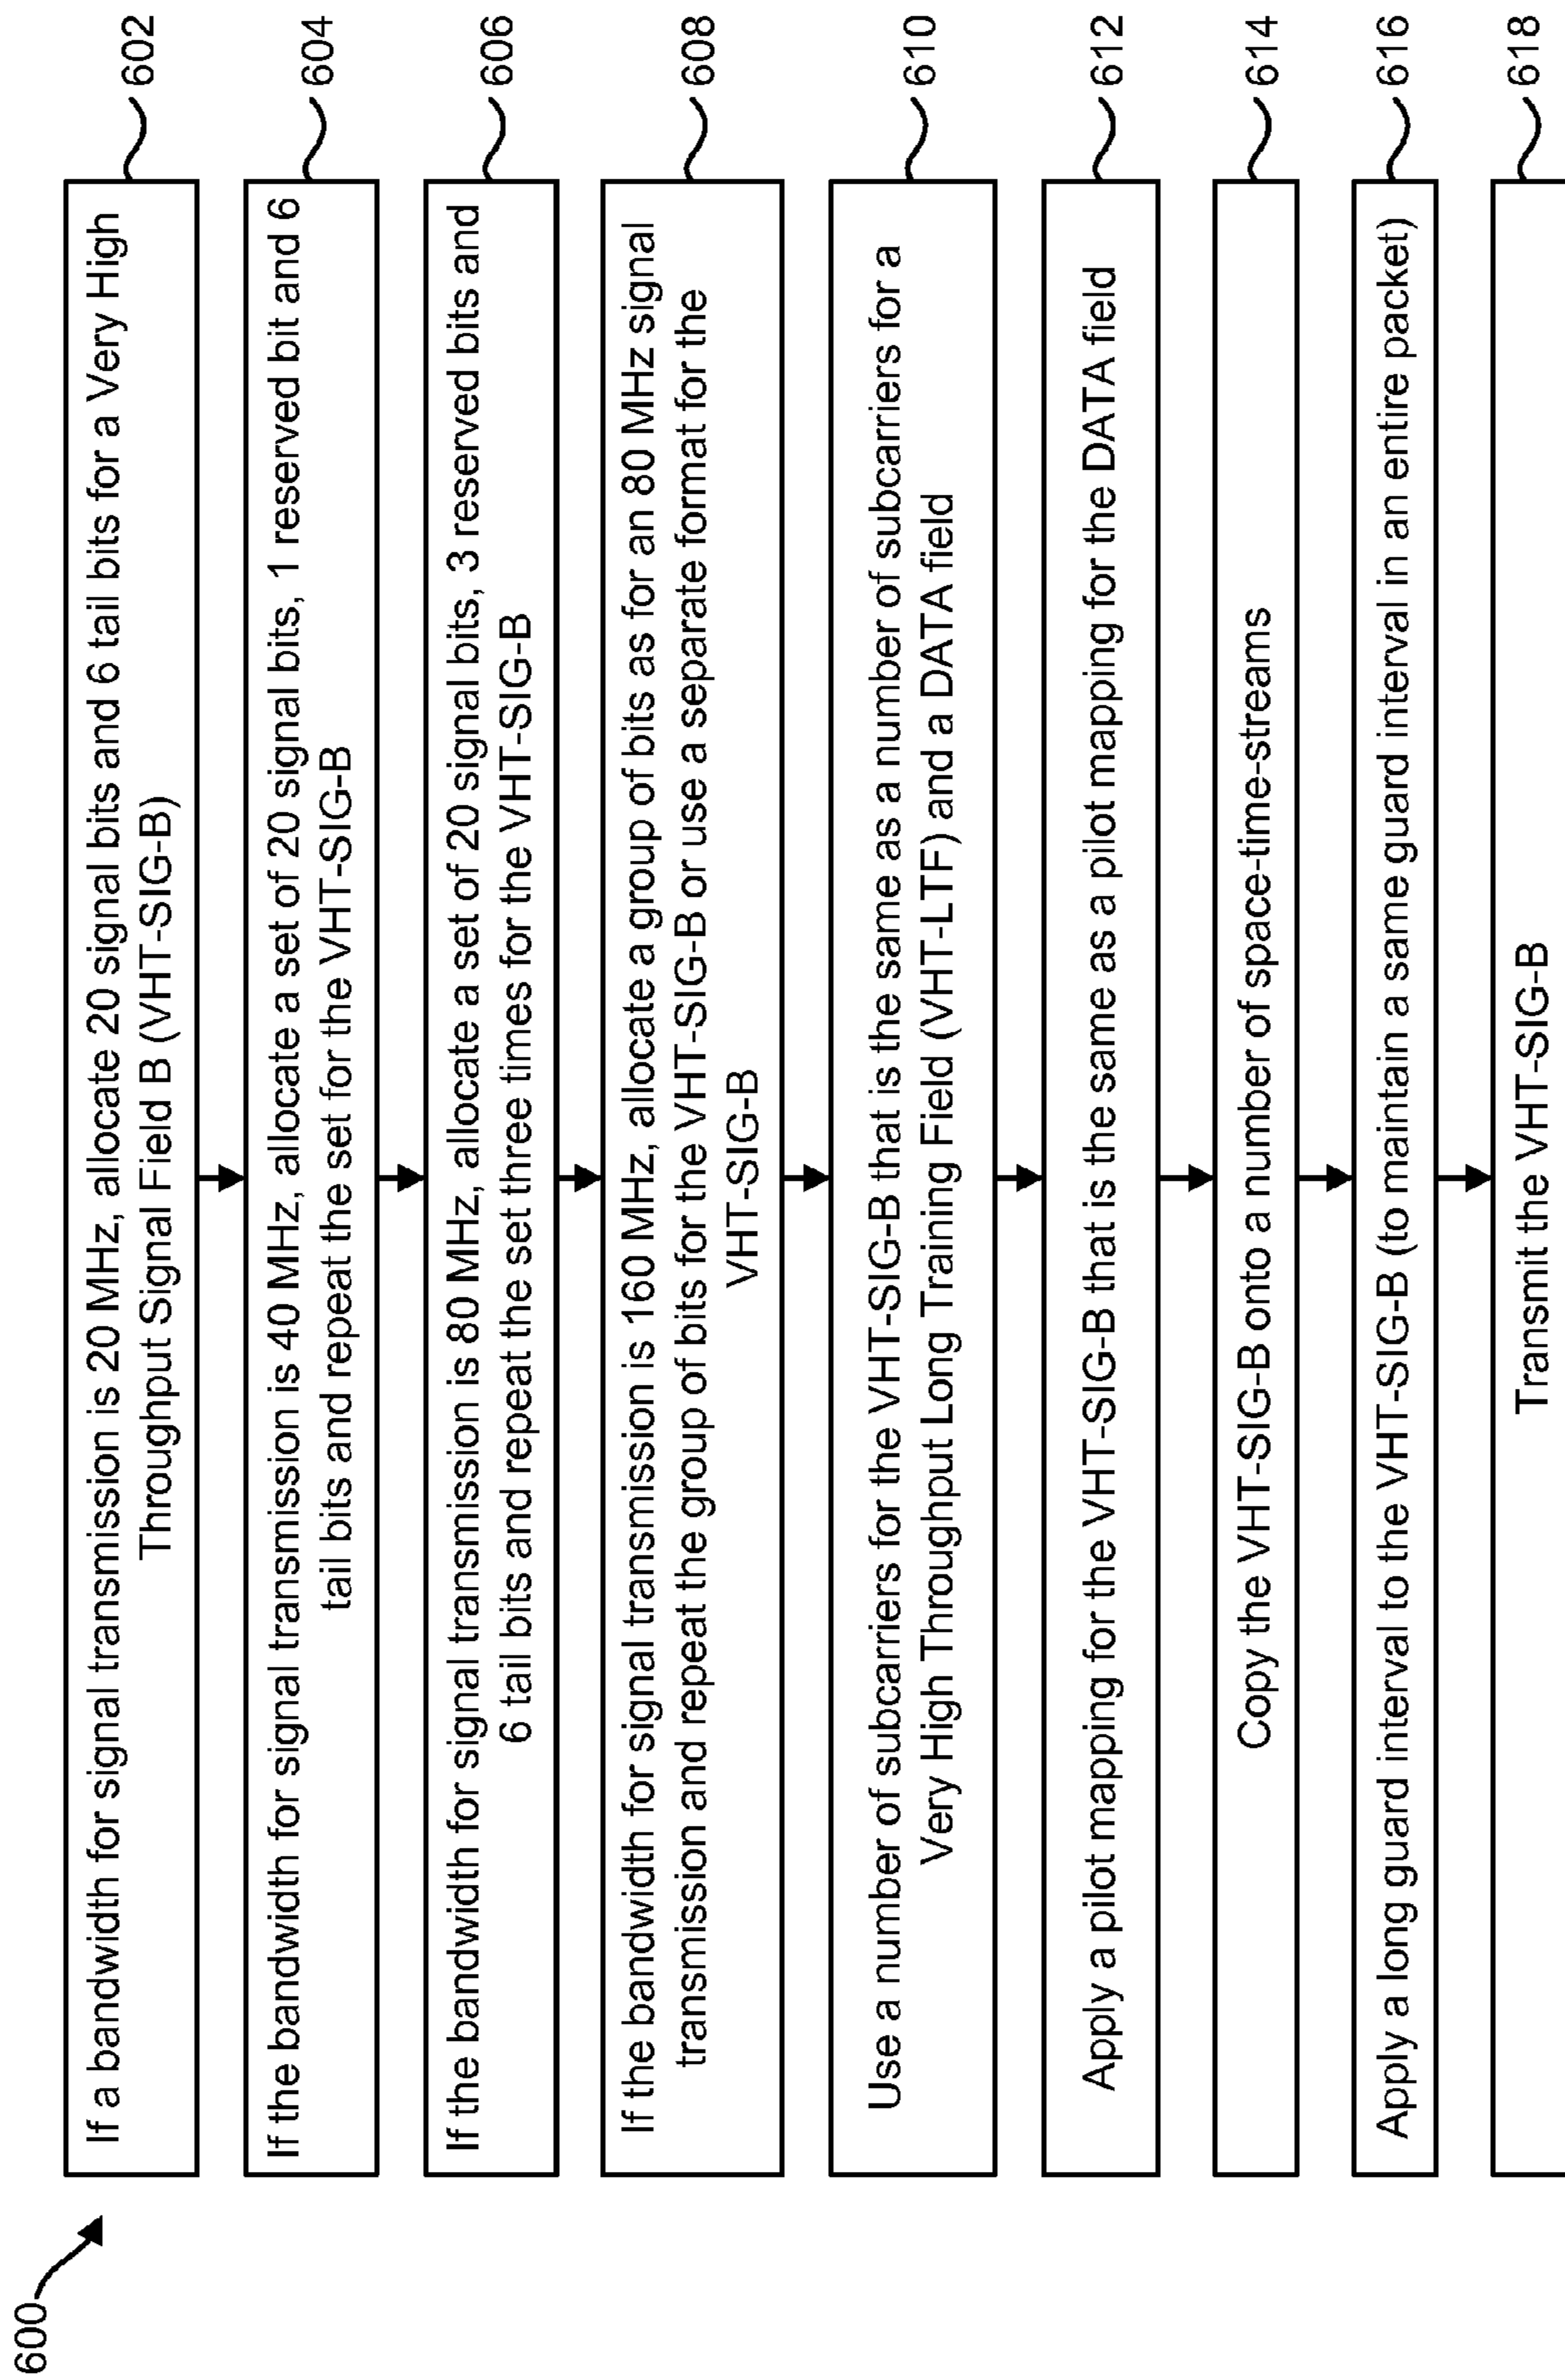 600
If a bandwidth for signal transmission is 20 MHz, allocate 20 signal bits and 6 tail bits for a Very High
Throughput Signal Field B (VHT-SIG-B)
602
If the bandwidth for signal transmission is 40 MHz, allocate a set of 20 signal bits, 1 reserved bit and 6
tail bits and repeat the set for the VHT-SIG-B
604
If the bandwidth for signal transmission is 80 MHz, allocate a set of 20 signal bits, 3 reserved bits and
6 tail bits and repeat the set three times for the VHT-SIG-B
606
If the bandwidth for signal transmission is 160 MHz, allocate a group of bits as for an 80 MHz signal
transmission and repeat the group of bits for the VHT-SIG-B or use a separate format for the
VHT-SIG-B
608
Use a number of subcarriers for the VHT-SIG-B that is the same as a number of subcarriers for a
Very High Throughput Long Training Field (VHT-LTF) and a DATA field
610
Apply a pilot mapping for the VHT-SIG-B that is the same as a pilot mapping for the DATA field
612
Copy the VHT-SIG-B onto a number of space-time-streams
614
Apply a long guard interval to the VHT-SIG-B (to maintain a same guard interval in an entire packet)
616
Transmit the VHT-SIG-B
618